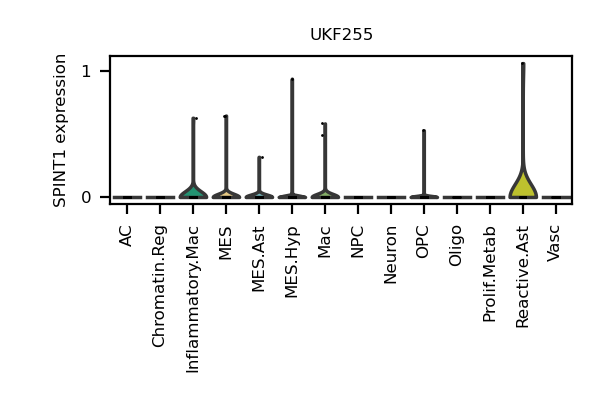 UKF255
SPINT1 expression
1
0
AC
Chromatin.Reg
Inflammatory.Mac
MES
MES.Ast
MES.Hyp
Mac
NPC
Neuron
OPC
Oligo
Prolif.Metab
Reactive.Ast
Vasc